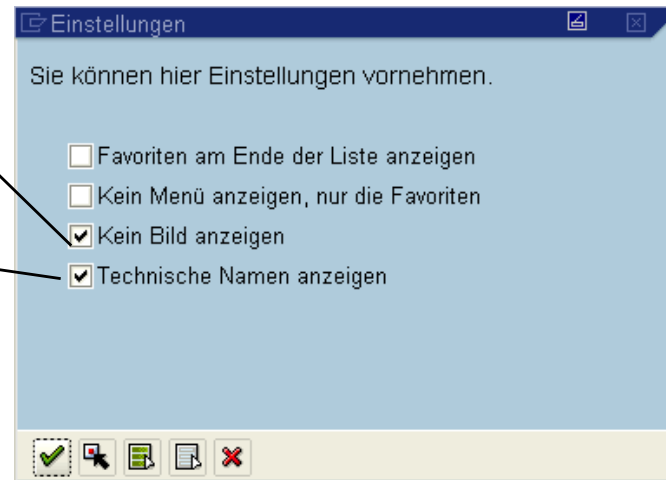 Einstellungen
Sie können hier Einstellungen vornehmen.
Favoriten am Ende der Liste anzeigen
Kein Menü anzeigen, nur die Favoriten
Kein Bild anzeigen
Technische Namen anzeigen